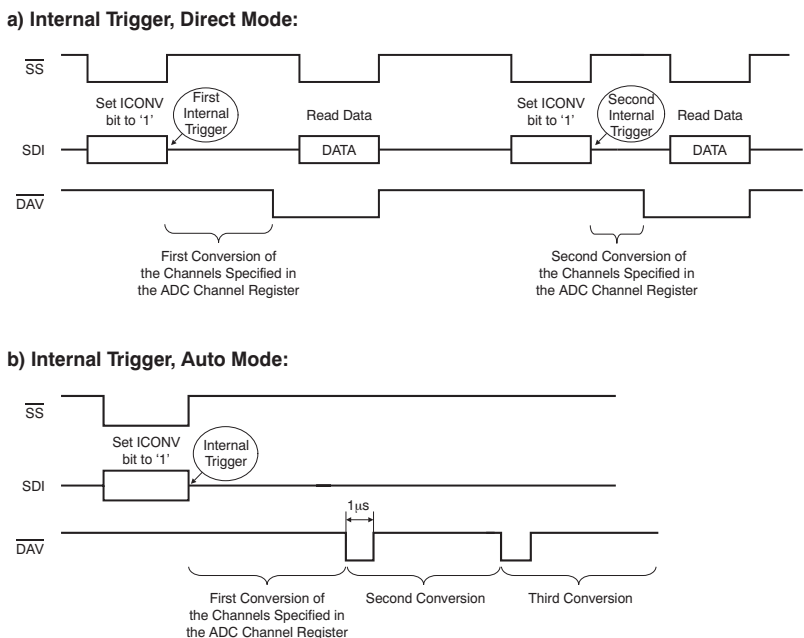 a) Internal Trigger, Direct Mode:
SS
Set ICONV
bit to ‘1’
First
Internal
Trigger
Read Data
Set ICONV
bit to ‘1’
Second
Internal
Trigger
Read Data
SDI
DATA
DATA
DAV
First Conversion of
the Channels Specified in
the ADC Channel Register
Second Conversion of
the Channels Specified in
the ADC Channel Register
b) Internal Trigger, Auto Mode:
SS
Set ICONV
bit to ‘1’
Internal
Trigger
SDI
1μs
DAV
First Conversion of
the Channels Specified in
the ADC Channel Register
Second Conversion
Third Conversion